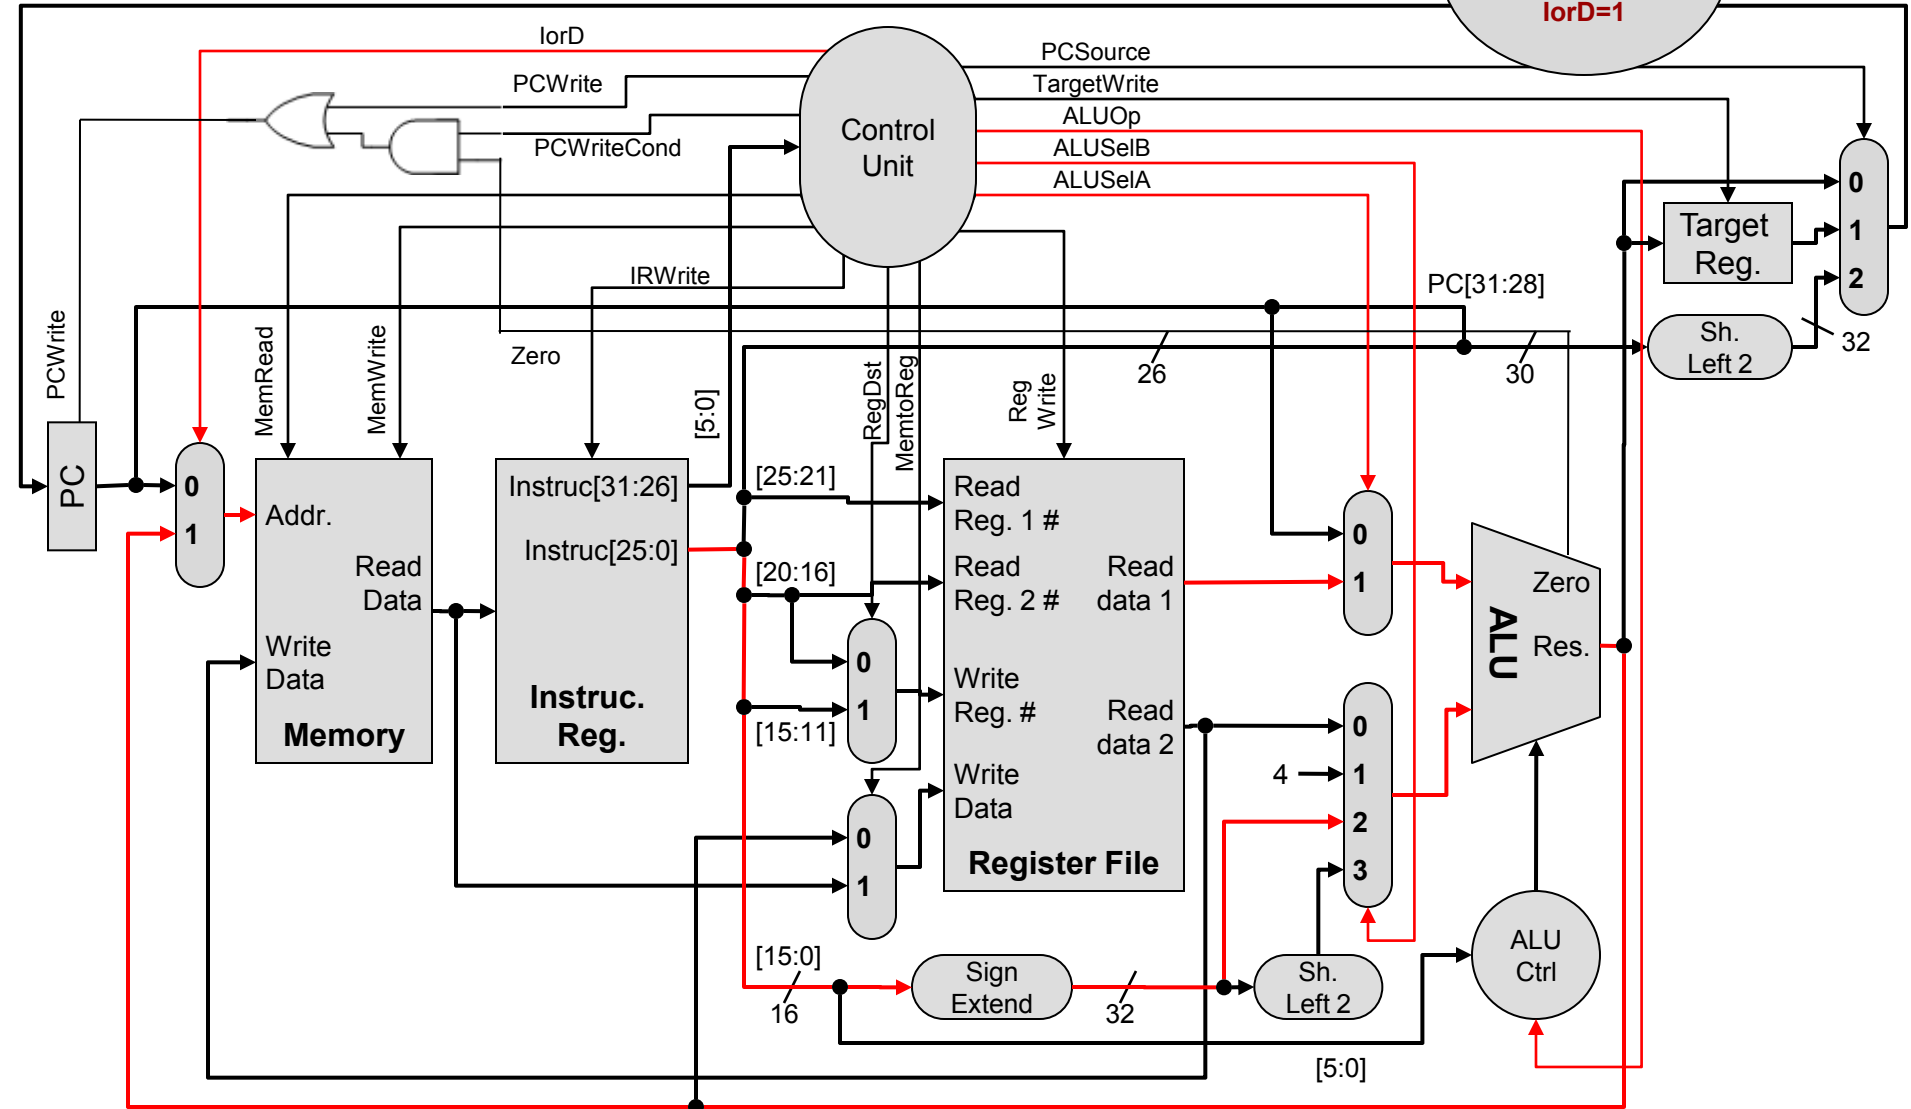 IorD=1
IorD
PCWrite
PCWriteCond
Control
Unit
PCSource
TargetWrite
ALUOp
ALUSelB
ALUSelA
0
1
2
Target
Reg.
PC[31:28]
Sh.
Left 2
32
26
30
IRWrite
Zero
PCWrite
MemRead
MemWrite
[5:0]
RegDst
MemtoReg
Reg
Write
PC
0
1
Addr.
Read
Data
Write
Data
Memory
Instruc[31:26]
Instruc[25:0]
Instruc.
Reg.
[25:21]
[20:16]
[15:11]
0
1
0
1
Read
Reg. 1 #
Read
Reg. 2 #
Read
data 1
Write
Reg. #
Read
data 2
Write
Data
Register File
0
1
0
4
1
2
3
Zero
ALU
Res.
[15:0]
16
Sign
Extend
32
Sh.
Left 2
ALU
Ctrl
[5:0]